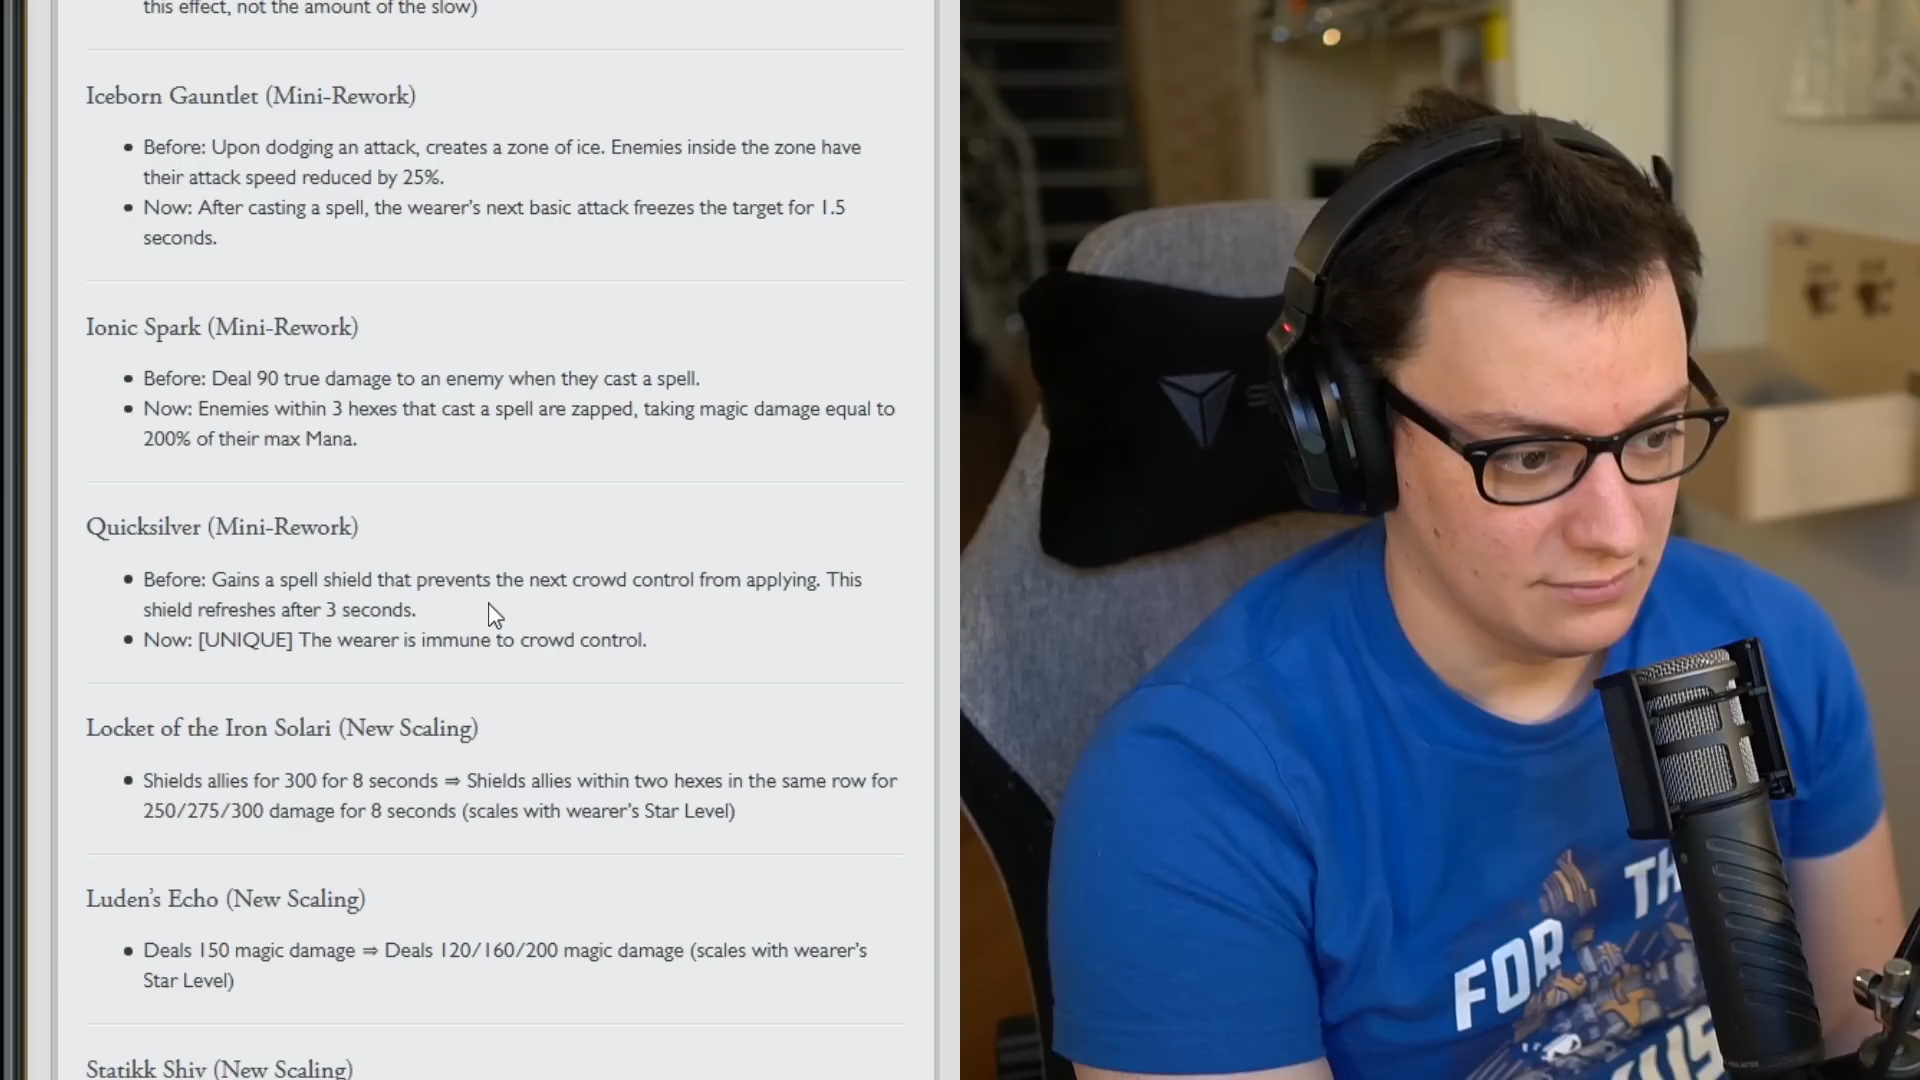 this effect, not the amount of the slow)
Iceborn Gauntlet (Mini-Rework)
Before: Upon dodging an attack, creates a zone of ice. Enemies inside the zone have
their attack speed reduced by 25%.
Now: After casting a spell, the wearer's next basic attack freezes the target for 1.5
seconds.
Ionic Spark (Mini-Rework)
Before: Deal 90 true damage to an enemy when they cast a spell.
Now: Enemies within 3 hexes that cast a spell are zapped, taking magic damage equal to
200% of their max Mana.
Quicksilver (Mini-Rework)
Before: Gains a spell shield that prevents the next crowd control from applying. This
shield refreshes after 3 seconds.
Now: [UNIQUE] The wearer is immune to crowd control.
Locket of the Iron Solari (New Scaling)
Shields allies for 300 for 8 seconds ⇒ Shields allies within two hexes in the same row for
250/275/300 damage for 8 seconds (scales with wearer's Star Level)
Luden's Echo (New Scaling)
Deals 150 magic damage ⇒ Deals 120/160/200 magic damage (scales with wearer's
Star Level)
Statikk Shiv (New Scaling)
FOR